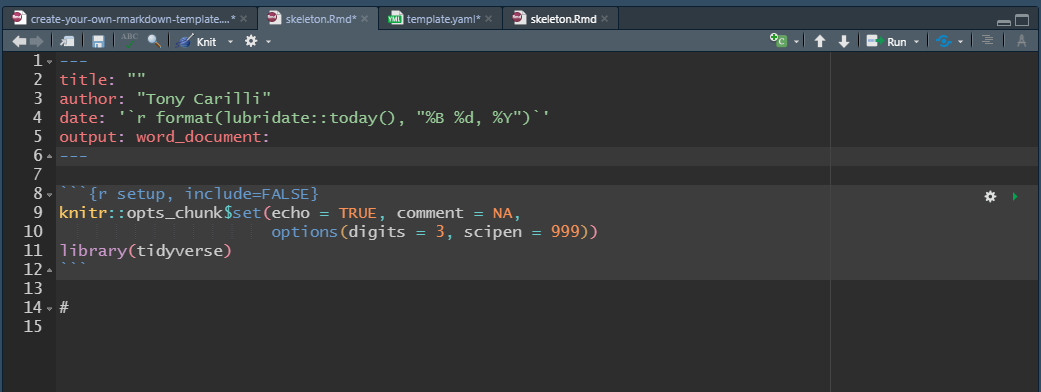 create-your-own-rmarkdown-template....* skeleton.Rmd* template.yaml* skeleton.Rmd
ABC Knit Run
1 ---
2 title: ""
3 author: "Tony Carilli"
4 date: '`r format(lubridate::today(), "%B %d, %Y")`'
5 output: word_document:
6 ---
7
8 ```{r setup, include=FALSE}
9 knitr::opts_chunk$set(echo = TRUE, comment = NA,
10 options(digits = 3, scipen = 999))
11 library(tidyverse)
12 ```
13
14 #
15